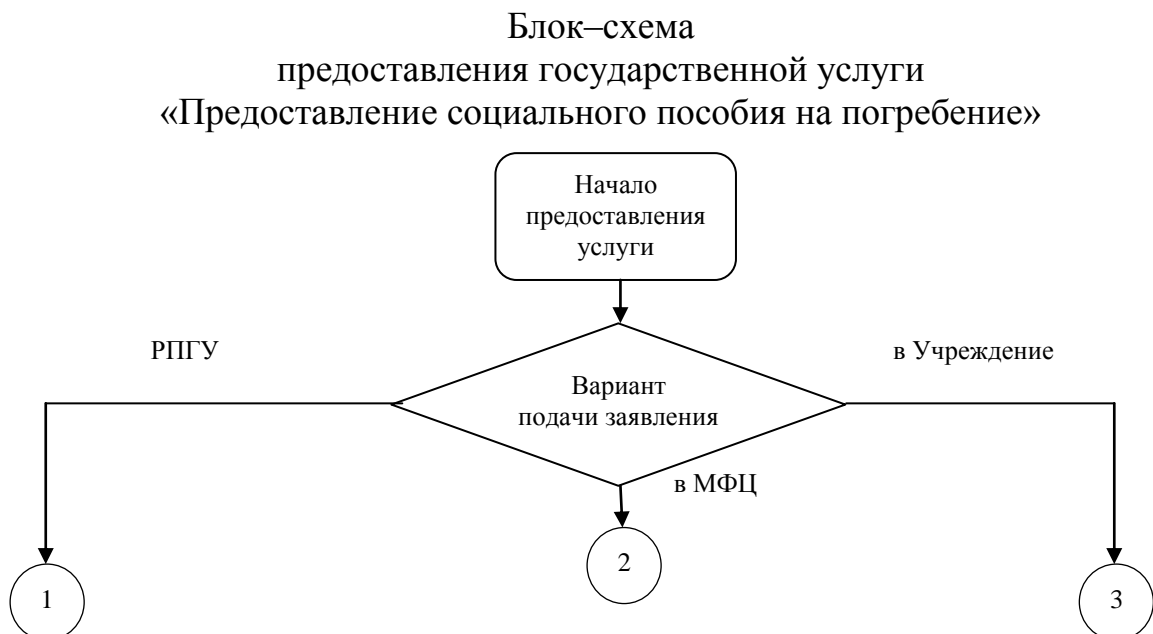 Блок–схема
предоставления государственной услуги
«Предоставление социального пособия на погребение»
Начало
предоставления
услуги
РПГУ
в Учреждение
Вариант
подачи заявления
в МФЦ
2
1
3